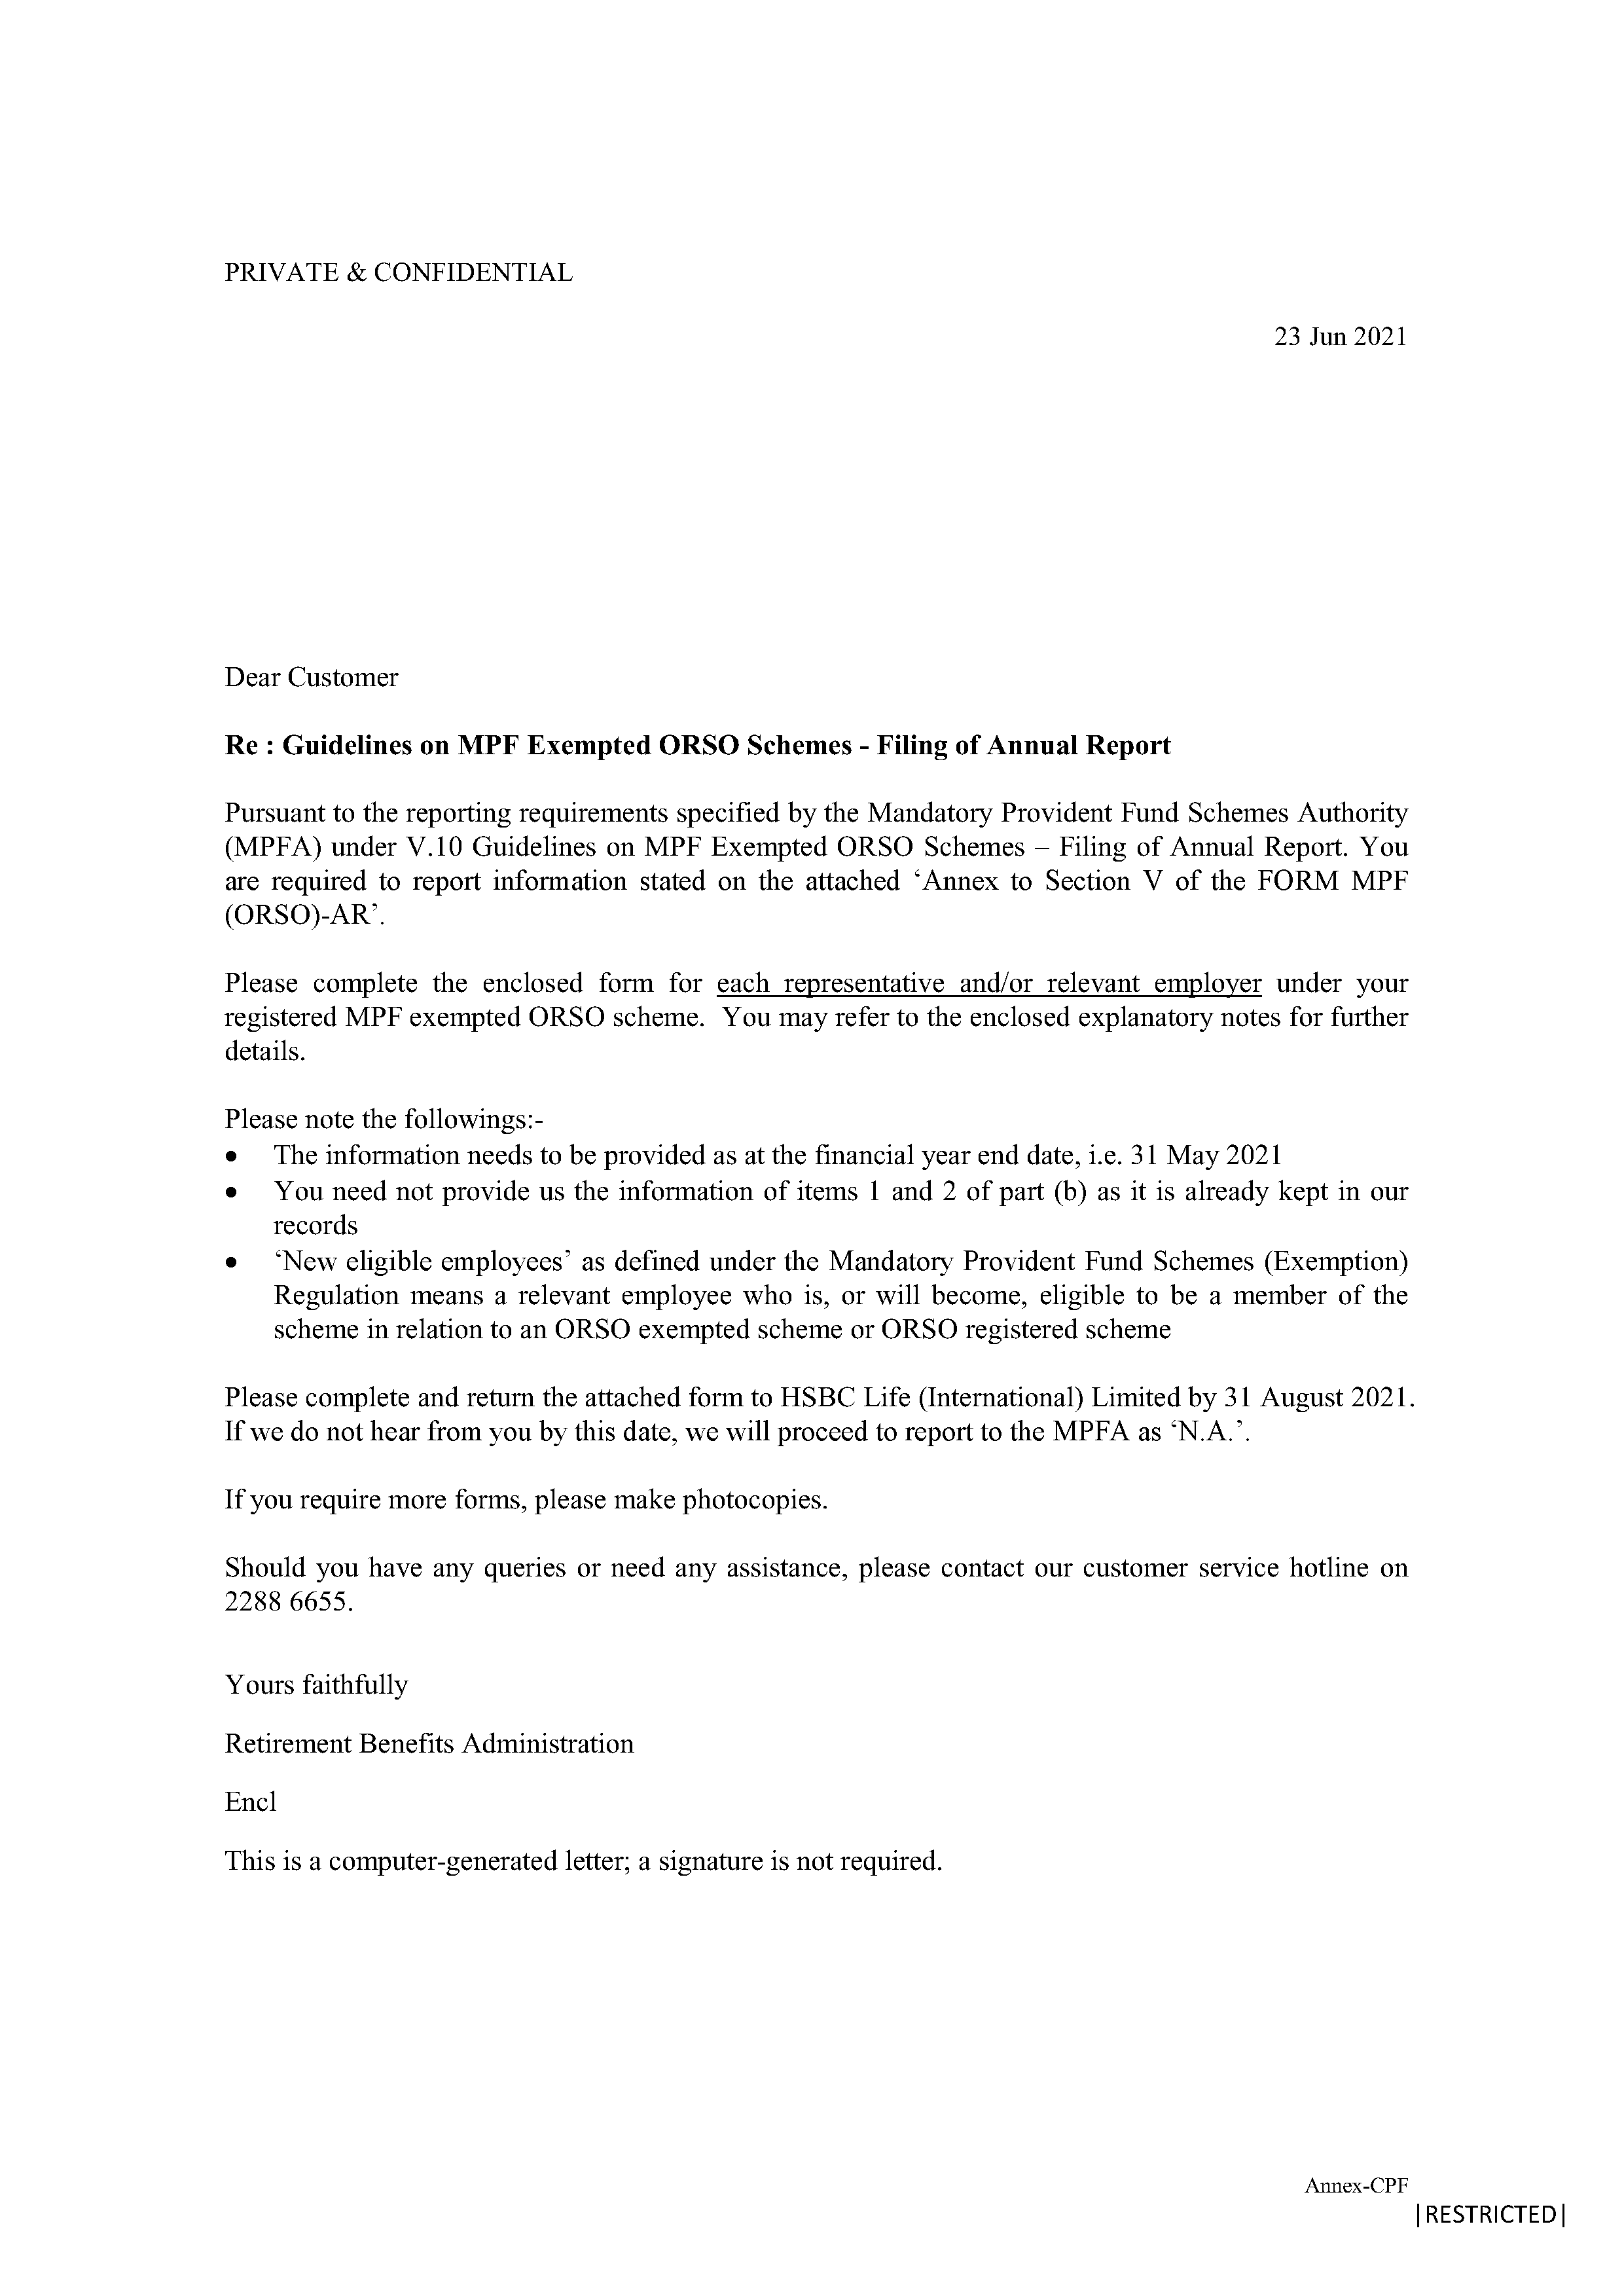 PRIVATE & CONFIDENTIAL
23 Jun 2021
Dear Customer
Re : Guidelines on MPF Exempted ORSO Schemes - Filing of Annual Report
Pursuant to the reporting requirements specified by the Mandatory Provident Fund Schemes Authority
(MPFA) under V.10 Guidelines on MPF Exempted ORSO Schemes – Filing of Annual Report. You
are required to report information stated on the attached ‘Annex to Section V of the FORM MPF
(ORSO)-AR’.
Please complete the enclosed form for each representative and/or relevant employer under your
registered MPF exempted ORSO scheme.  You may refer to the enclosed explanatory notes for further
details.
Please note the followings:-
• The information needs to be provided as at the financial year end date, i.e. 31 May 2021
• You need not provide us the information of items 1 and 2 of part (b) as it is already kept in our
records
• ‘New eligible employees’ as defined under the Mandatory Provident Fund Schemes (Exemption)
Regulation means a relevant employee who is, or will become, eligible to be a member of the
scheme in relation to an ORSO exempted scheme or ORSO registered scheme
Please complete and return the attached form to HSBC Life (International) Limited by 31 August 2021.
If we do not hear from you by this date, we will proceed to report to the MPFA as ‘N.A.’.
If you require more forms, please make photocopies.
Should you have any queries or need any assistance, please contact our customer service hotline on
2288 6655.
Yours faithfully
Retirement Benefits Administration
Encl
This is a computer-generated letter; a signature is not required.
Annex-CPF
|RESTRICTED|